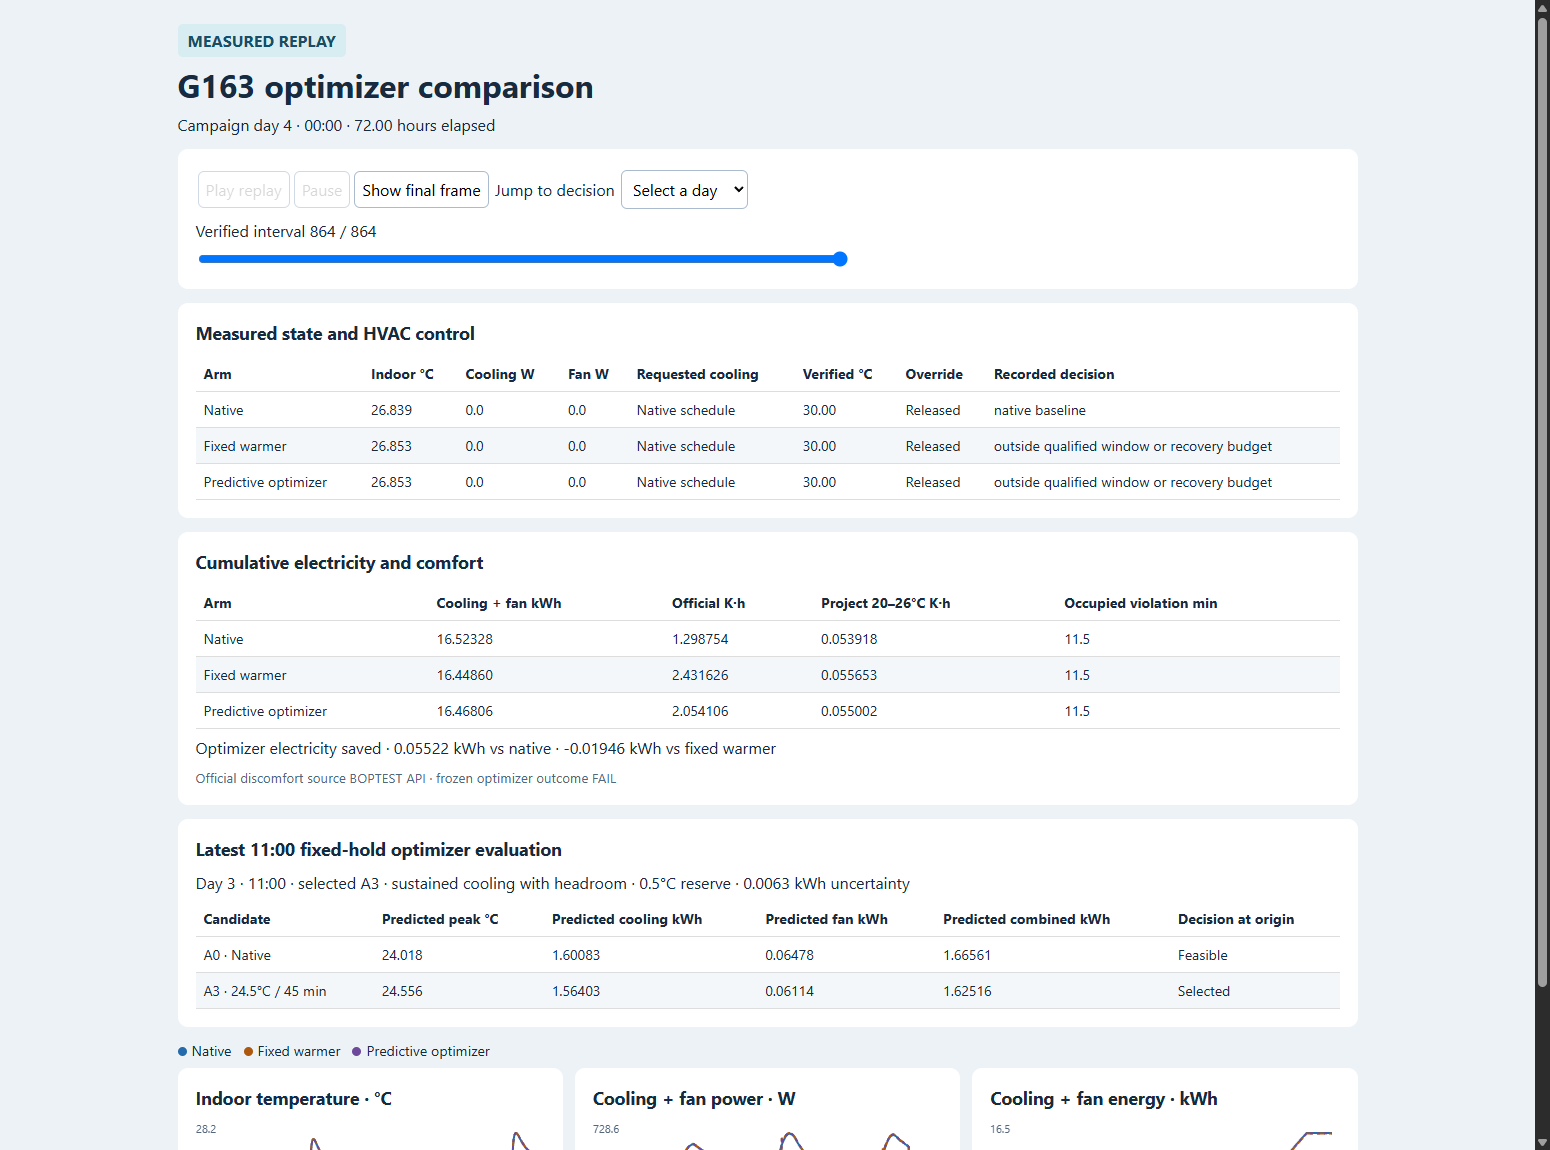 MEASURED REPLAY
G163 optimizer comparison
Campaign day 4 · 00:00 · 72.00 hours elapsed
Play replay Pause Show final frame Jump to decision Select a day
Verified interval 864 / 864
Measured state and HVAC control
Arm Indoor °C Cooling W Fan W Requested cooling Verified °C Override Recorded decision
Native 26.839 0.0 0.0 Native schedule 30.00 Released native baseline
Fixed warmer 26.853 0.0 0.0 Native schedule 30.00 Released outside qualified window or recovery budget
Predictive optimizer 26.853 0.0 0.0 Native schedule 30.00 Released outside qualified window or recovery budget
Cumulative electricity and comfort
Arm Cooling + fan kWh Official K·h Project 20–26°C K·h Occupied violation min
Native 16.52328 1.298754 0.053918 11.5
Fixed warmer 16.44860 2.431626 0.055653 11.5
Predictive optimizer 16.46806 2.054106 0.055002 11.5
Optimizer electricity saved · 0.05522 kWh vs native · -0.01946 kWh vs fixed warmer
Official discomfort source BOPTEST API · frozen optimizer outcome FAIL
Latest 11:00 fixed-hold optimizer evaluation
Day 3 · 11:00 · selected A3 · sustained cooling with headroom · 0.5°C reserve · 0.0063 kWh uncertainty
Candidate Predicted peak °C Predicted cooling kWh Predicted fan kWh Predicted combined kWh Decision at origin
A0 · Native 24.018 1.60083 0.06478 1.66561 Feasible
A3 · 24.5°C / 45 min 24.556 1.56403 0.06114 1.62516 Selected
Native Fixed warmer Predictive optimizer
Indoor temperature · °C
28.2
Cooling + fan power · W
728.6
Cooling + fan energy · kWh
16.5